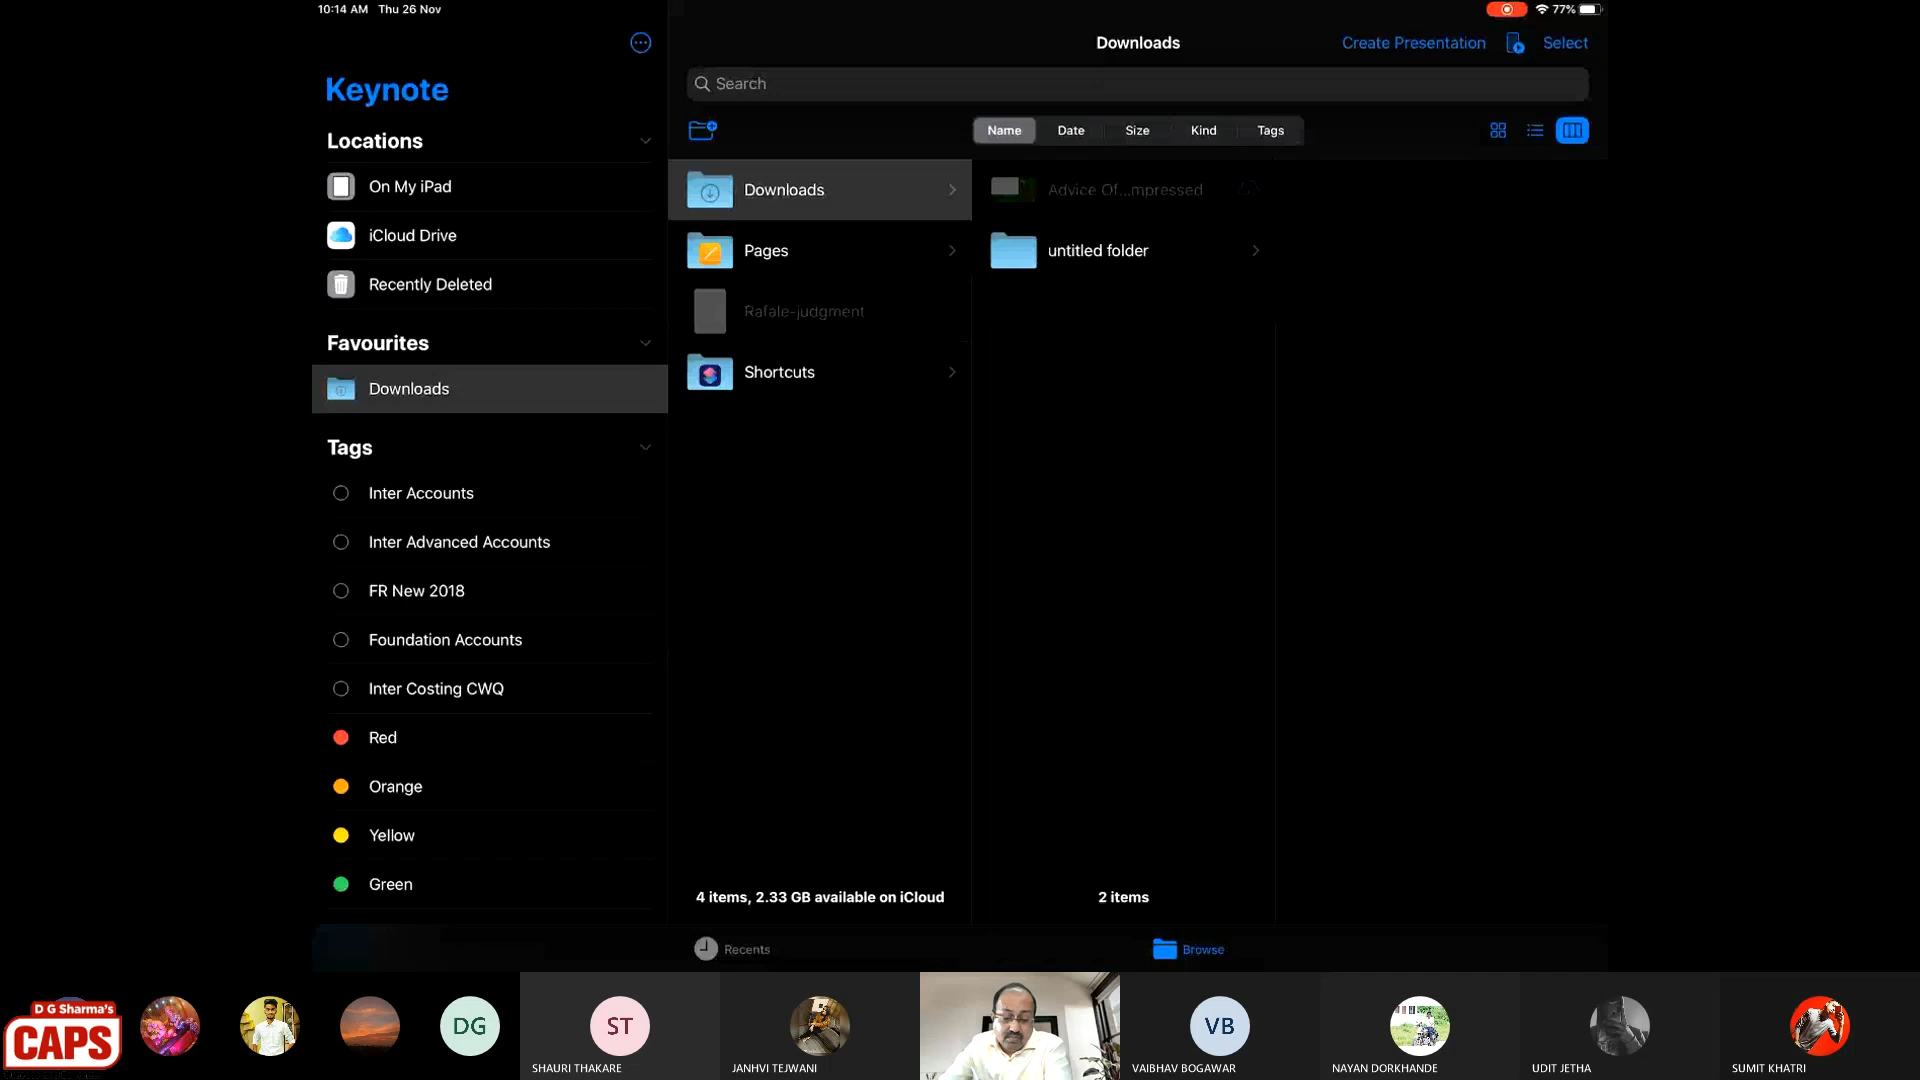 10:14 AM Thu 26 Nov
77%
Keynote
Locations
On My iPad
iCloud Drive
Recently Deleted
Favourites
Downloads
Tags
Inter Accounts
Inter Advanced Accounts
FR New 2018
Foundation Accounts
Inter Costing CWQ
Red
Orange
Yellow
Green
Downloads
Create Presentation
Select
Search
Name
Date
Size
Kind
Tags
Downloads
Pages
Rafale-judgment
Shortcuts
4 items, 2.33 GB available on iCloud
Advice Of...mpressed
untitled folder
2 items
Recents
Browse
D G Sharma's
CAPS
DG
ST
SHAURI THAKARE
JANHVI TEJWANI
VB
VAIBHAV BOGAWAR
NAYAN DORKHANDE
UDIT JETHA
SUMIT KHATRI